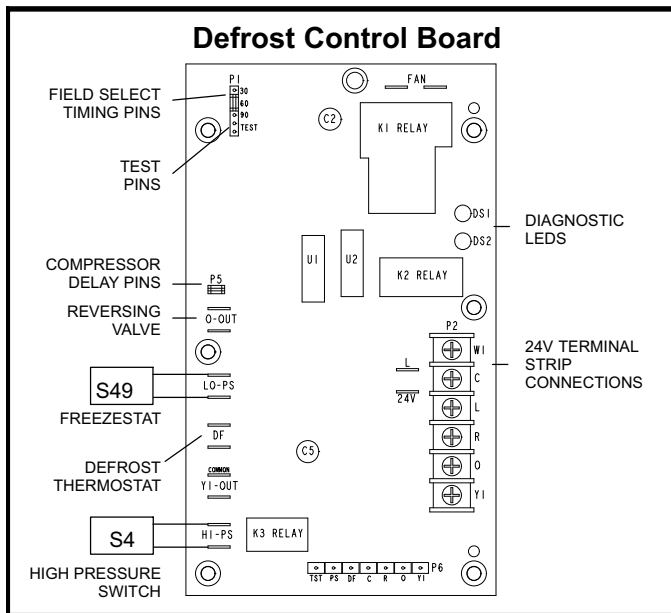 Defrost Control Board
P1
FAN
30
60
90
TEST
FIELD SELECT
TIMING PINS
TEST
PINS
C2
K1 RELAY
DS1
DS2
DIAGNOSTIC
LEDS
U1
U2
K2 RELAY
COMPRESSOR
DELAY PINS
P5
REVERSING
VALVE
O-OUT
P2
W1
C
L
R
O
Y1
24V TERMINAL
STRIP
CONNECTIONS
L
24V
S49
LO-PS
FREEZESTAT
DF
DEFROST
THERMOSTAT
COMMON
Y1-OUT
C5
S4
HI-PS
K3 RELAY
HIGH PRESSURE
SWITCH
P6
TST PS DF C R O Y1